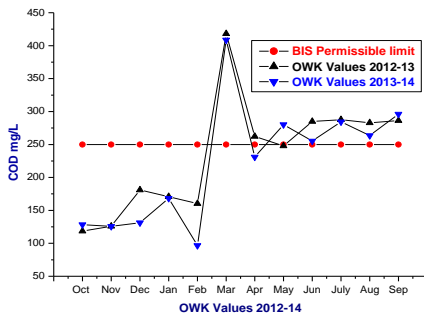 450
400
350
300
250
200
150
100
50
COD mg/L
BIS Permissible limit
OWK Values 2012-13
OWK Values 2013-14
Oct Nov Dec Jan Feb Mar Apr May Jun July Aug Sep
OWK Values 2012-14